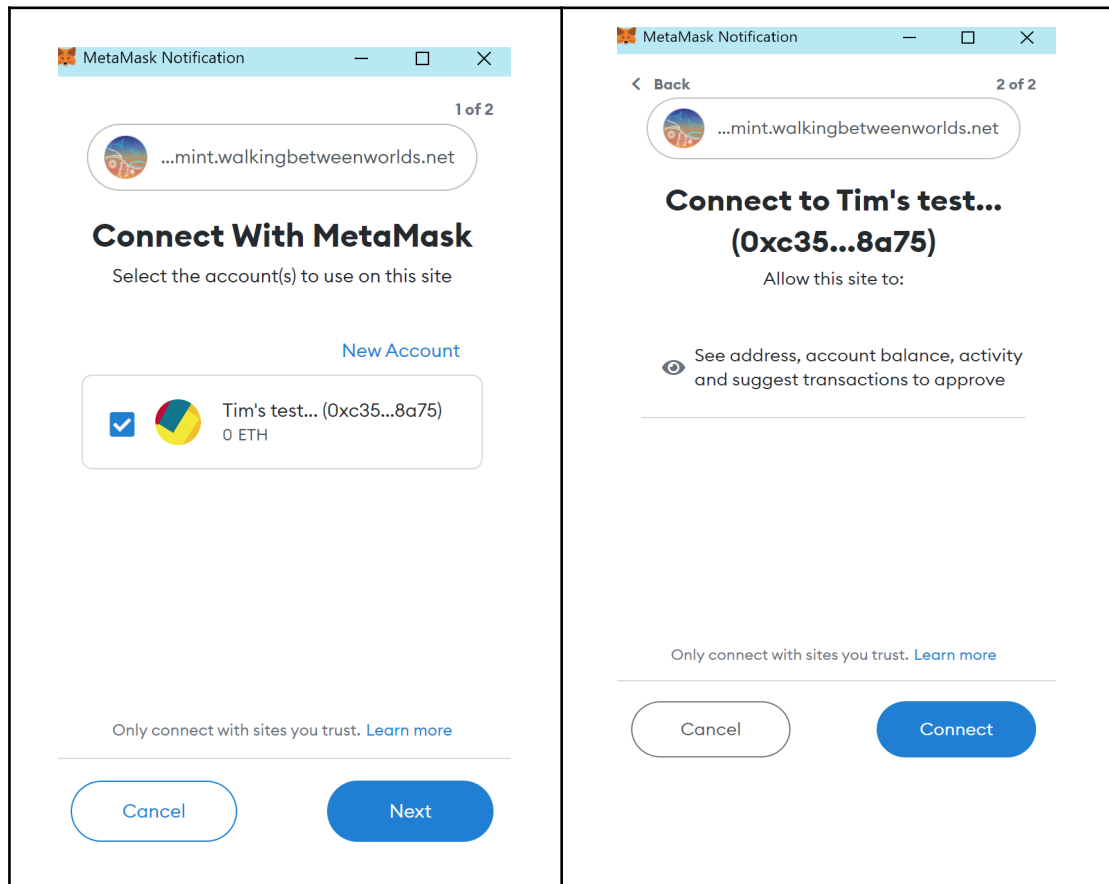 MetaMask Notification
1 of 2
...mint.walkingbetweenworlds.net
Connect With MetaMask
Select the account(s) to use on this site
New Account
Tim's test... (0xc35...8a75)
0 ETH
Only connect with sites you trust. Learn more
Cancel Next
MetaMask Notification
Back 2 of 2
...mint.walkingbetweenworlds.net
Connect to Tim's test...
(0xc35...8a75)
Allow this site to:
See address, account balance, activity
and suggest transactions to approve
Only connect with sites you trust. Learn more
Cancel Connect